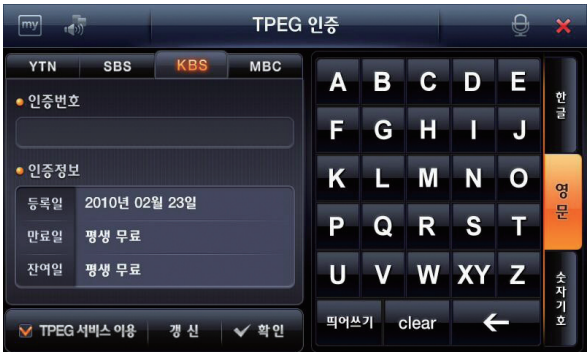 my
TPEG 인증
YTN SBS KBS MBC
인증번호
인증정보
등록일 2010년 02월 23일
만료일 평생 무료
잔여일 평생 무료
TPEG 서비스 이용 갱 신 확 인
A B C D E
F G H I J
K L M N O
P Q R S T
U V W XY Z
띄어쓰기 clear
한글
영문
숫자기호